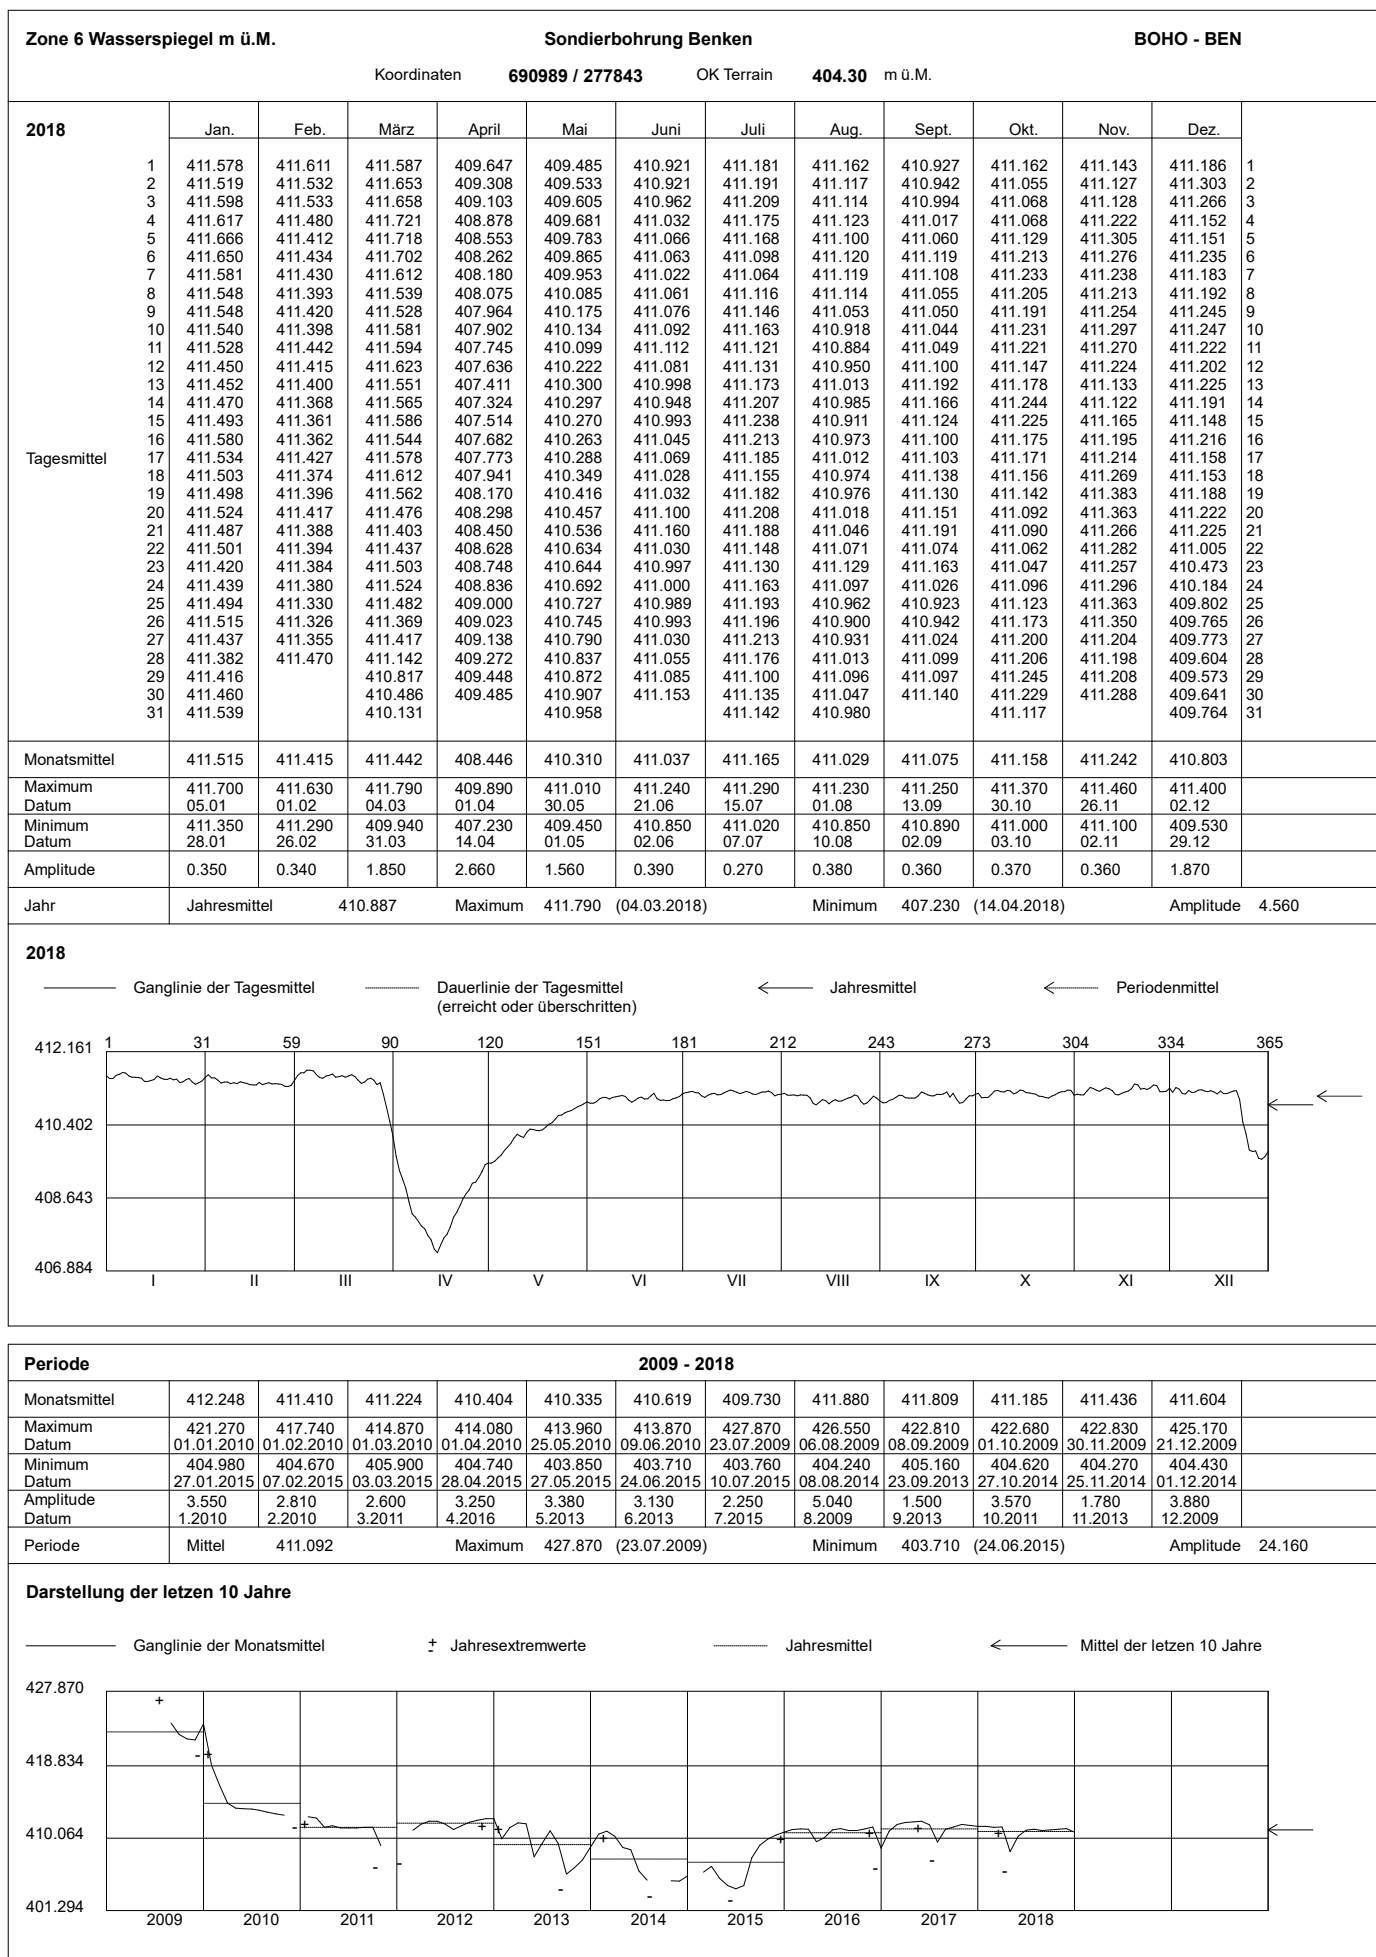 Zone 6 Wasserspiegel m ü.M. Sondierbohrung Benken BOHO - BEN
Koordinaten 690989 / 277843 OK Terrain 404.30 m ü.M.
2018 Jan. Feb. März April Mai Juni Juli Aug. Sept. Okt. Nov. Dez.
1 411.578 411.611 411.587 409.647 409.485 410.921 411.181 411.162 410.927 411.162 411.143 411.186 1
2 411.519 411.532 411.653 409.308 409.533 410.921 411.191 411.117 410.942 411.055 411.127 411.303 2
3 411.598 411.533 411.658 409.103 409.605 410.962 411.209 411.114 410.994 411.068 411.128 411.266 3
4 411.617 411.480 411.721 408.878 409.681 411.032 411.175 411.123 411.017 411.068 411.222 411.152 4
5 411.666 411.412 411.718 408.553 409.783 411.066 411.168 411.100 411.060 411.129 411.305 411.151 5
6 411.650 411.434 411.702 408.262 409.865 411.063 411.098 411.120 411.119 411.213 411.276 411.235 6
7 411.581 411.430 411.612 408.180 409.953 411.022 411.064 411.119 411.108 411.233 411.238 411.183 7
8 411.548 411.393 411.539 408.075 410.085 411.061 411.116 411.114 411.055 411.205 411.213 411.192 8
9 411.548 411.420 411.528 407.964 410.175 411.076 411.146 411.053 411.050 411.191 411.254 411.245 9
10 411.540 411.398 411.581 407.902 410.134 411.092 411.163 410.918 411.044 411.231 411.297 411.247 10
11 411.528 411.442 411.594 407.745 410.099 411.112 411.121 410.884 411.049 411.221 411.270 411.222 11
12 411.450 411.415 411.623 407.636 410.222 411.081 411.131 410.950 411.100 411.147 411.224 411.202 12
13 411.452 411.400 411.551 407.411 410.300 410.998 411.173 411.013 411.192 411.178 411.133 411.225 13
14 411.470 411.368 411.565 407.324 410.297 410.948 411.207 410.985 411.166 411.244 411.122 411.191 14
15 411.493 411.361 411.586 407.514 410.270 410.993 411.238 410.911 411.124 411.225 411.165 411.148 15
16 411.580 411.362 411.544 407.682 410.263 411.045 411.213 410.973 411.100 411.175 411.195 411.216 16
Tagesmittel 17 411.534 411.427 411.578 407.773 410.288 411.069 411.185 411.012 411.103 411.171 411.214 411.158 17
18 411.503 411.374 411.612 407.941 410.349 411.028 411.155 410.974 411.138 411.156 411.269 411.153 18
19 411.498 411.396 411.562 408.170 410.416 411.032 411.182 410.976 411.130 411.142 411.383 411.188 19
20 411.524 411.417 411.476 408.298 410.457 411.100 411.208 411.018 411.151 411.092 411.363 411.222 20
21 411.487 411.388 411.403 408.450 410.536 411.160 411.188 411.046 411.191 411.090 411.266 411.225 21
22 411.501 411.394 411.437 408.628 410.634 411.030 411.148 411.071 411.074 411.062 411.282 411.005 22
23 411.420 411.384 411.503 408.748 410.644 410.997 411.130 411.129 411.163 411.047 411.257 410.473 23
24 411.439 411.380 411.524 408.836 410.692 411.000 411.163 411.097 411.026 411.096 411.296 410.184 24
25 411.494 411.330 411.482 409.000 410.727 410.989 411.193 410.962 410.923 411.123 411.363 409.802 25
26 411.515 411.326 411.369 409.023 410.745 410.993 411.196 410.900 410.942 411.173 411.350 409.765 26
27 411.437 411.355 411.417 409.138 410.790 411.030 411.213 410.931 411.024 411.200 411.204 409.773 27
28 411.382 411.470 411.142 409.272 410.837 411.055 411.176 411.013 411.099 411.206 411.198 409.604 28
29 411.416 410.817 409.448 410.872 411.085 411.100 411.096 411.097 411.245 411.208 409.573 29
30 411.460 410.486 409.485 410.907 411.153 411.135 411.047 411.140 411.229 411.288 409.641 30
31 411.539 410.131 410.958 411.142 410.980 411.117 409.764 31
Monatsmittel 411.515 411.415 411.442 408.446 410.310 411.037 411.165 411.029 411.075 411.158 411.242 410.803
Maximum 411.700 411.630 411.790 409.890 411.010 411.240 411.290 411.230 411.250 411.370 411.460 411.400
Datum 05.01 01.02 04.03 01.04 30.05 21.06 15.07 01.08 13.09 30.10 26.11 02.12
Minimum 411.350 411.290 409.940 407.230 409.450 410.850 411.020 410.850 410.890 411.000 411.100 409.530
Datum 28.01 26.02 31.03 14.04 01.05 02.06 07.07 10.08 02.09 03.10 02.11 29.12
Amplitude 0.350 0.340 1.850 2.660 1.560 0.390 0.270 0.380 0.360 0.370 0.360 1.870
Jahr Jahresmittel 410.887 Maximum 411.790 (04.03.2018) Minimum 407.230 (14.04.2018) Amplitude 4.560
2018
Ganglinie der Tagesmittel Dauerlinie der Tagesmittel Jahresmittel Periodenmittel
(erreicht oder überschritten)
412.161 1 31 59 90 120 151 181 212 243 273 304 334 365
410.402
408.643
406.884
I II III IV V VI VII VIII IX X XI XII
Periode 2009 - 2018
Monatsmittel 412.248 411.410 411.224 410.404 410.335 410.619 409.730 411.880 411.809 411.185 411.436 411.604
Maximum 421.270 417.740 414.870 414.080 413.960 413.870 427.870 426.550 422.810 422.680 422.830 425.170
Datum 01.01.2010 01.02.2010 01.03.2010 01.04.2010 25.05.2010 09.06.2010 23.07.2009 06.08.2009 08.09.2009 01.10.2009 30.11.2009 21.12.2009
Minimum 404.980 404.670 405.900 404.740 403.850 403.710 403.760 404.240 405.160 404.620 404.270 404.430
Datum 27.01.2015 07.02.2015 03.03.2015 28.04.2015 27.05.2015 24.06.2015 10.07.2015 08.08.2014 23.09.2013 27.10.2014 25.11.2014 01.12.2014
Amplitude 3.550 2.810 2.600 3.250 3.380 3.130 2.250 5.040 1.500 3.570 1.780 3.880
Datum 1.2010 2.2010 3.2011 4.2016 5.2013 6.2013 7.2015 8.2009 9.2013 10.2011 11.2013 12.2009
Periode Mittel 411.092 Maximum 427.870 (23.07.2009) Minimum 403.710 (24.06.2015) Amplitude 24.160
Darstellung der letzen 10 Jahre
Ganglinie der Monatsmittel + - Jahresextremwerte Jahresmittel Mittel der letzen 10 Jahre
427.870
418.834
410.064
401.294
2009 2010 2011 2012 2013 2014 2015 2016 2017 2018